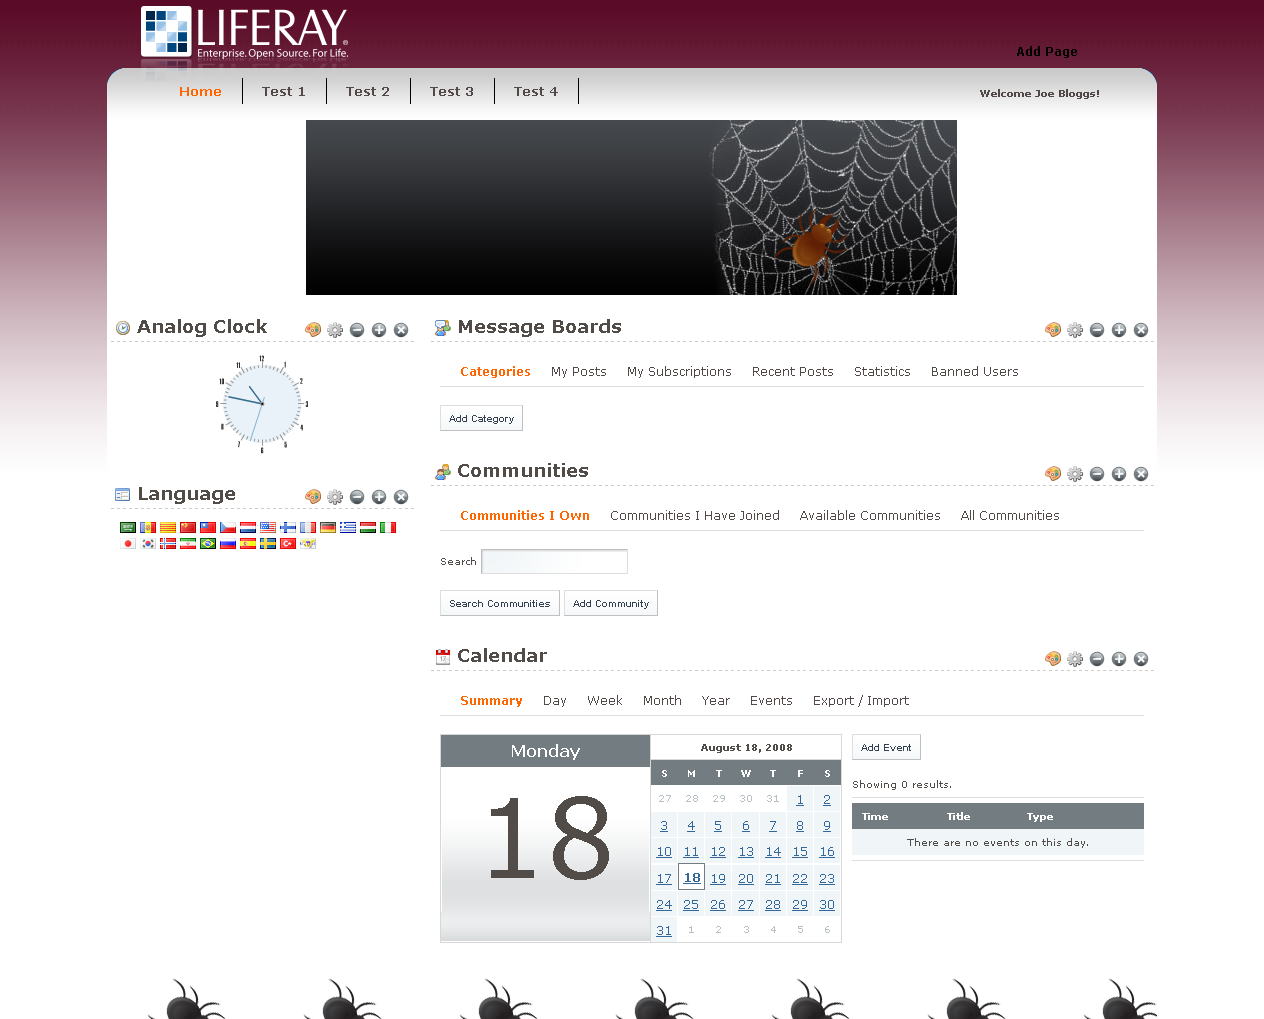 LIFERAY.
Enterprise. Open Source. For Life.
Add Page
Home Test 1 Test 2 Test 3 Test 4
Welcome Joe Bloggs!
Analog Clock
12
1
2
3
4
5
6
7
8
9
10
11
Language
Message Boards
Categories My Posts My Subscriptions Recent Posts Statistics Banned Users
Add Category
Communities
Communities I Own Communities I Have Joined Available Communities All Communities
Search
Search Communities Add Community
Calendar
Summary Day Week Month Year Events Export / Import
Monday
18
August 18, 2008
S M T W T F S
27 28 29 30 31 1 2
3 4 5 6 7 8 9
10 11 12 13 14 15 16
17 18 19 20 21 22 23
24 25 26 27 28 29 30
31 1 2 3 4 5 6
Add Event
Showing 0 results.
Time Title Type
There are no events on this day.